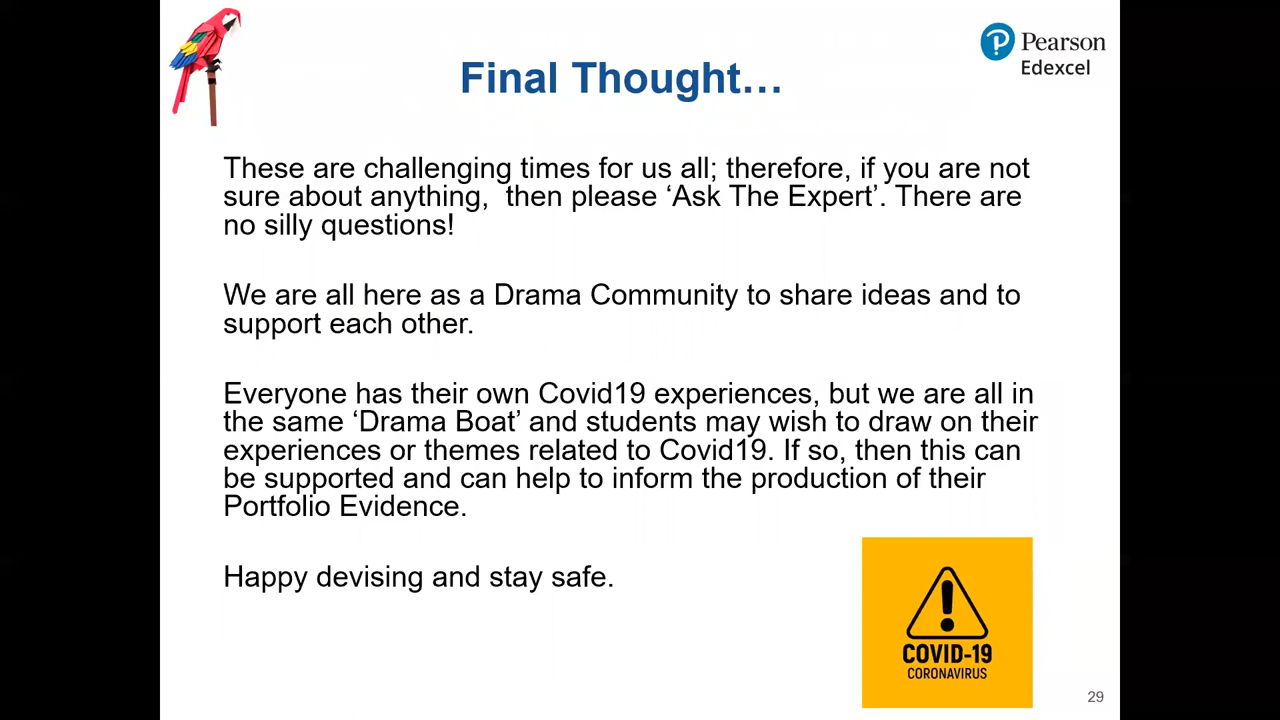 Pearson
Edexcel
Final Thought...
These are challenging times for us all; therefore, if you are not
sure about anything,  then please ‘Ask The Expert’. There are
no silly questions!
We are all here as a Drama Community to share ideas and to
support each other.
Everyone has their own Covid19 experiences, but we are all in
the same ‘Drama Boat’ and students may wish to draw on their
experiences or themes related to Covid19. If so, then this can
be supported and can help to inform the production of their
Portfolio Evidence.
Happy devising and stay safe.
COVID-19
CORONAVIRUS
29